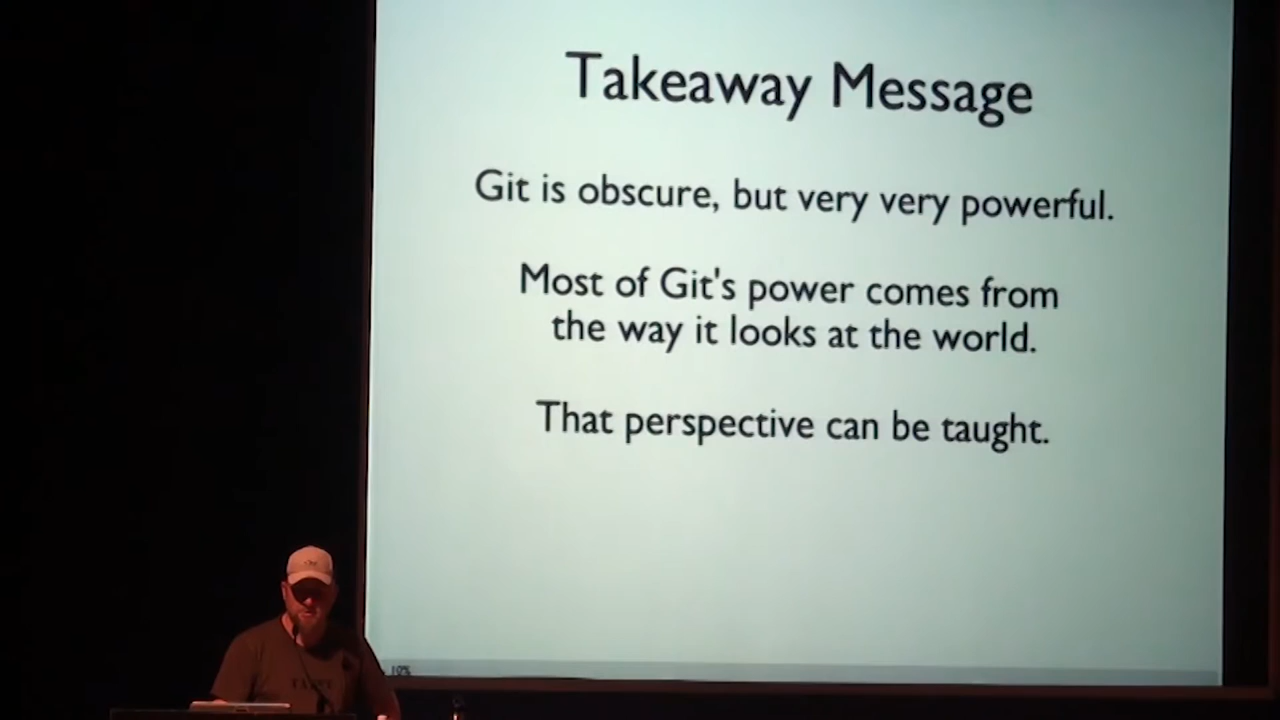 Takeaway Message
Git is obscure, but very very powerful.
Most of Git's power comes from
the way it looks at the world.
That perspective can be taught.